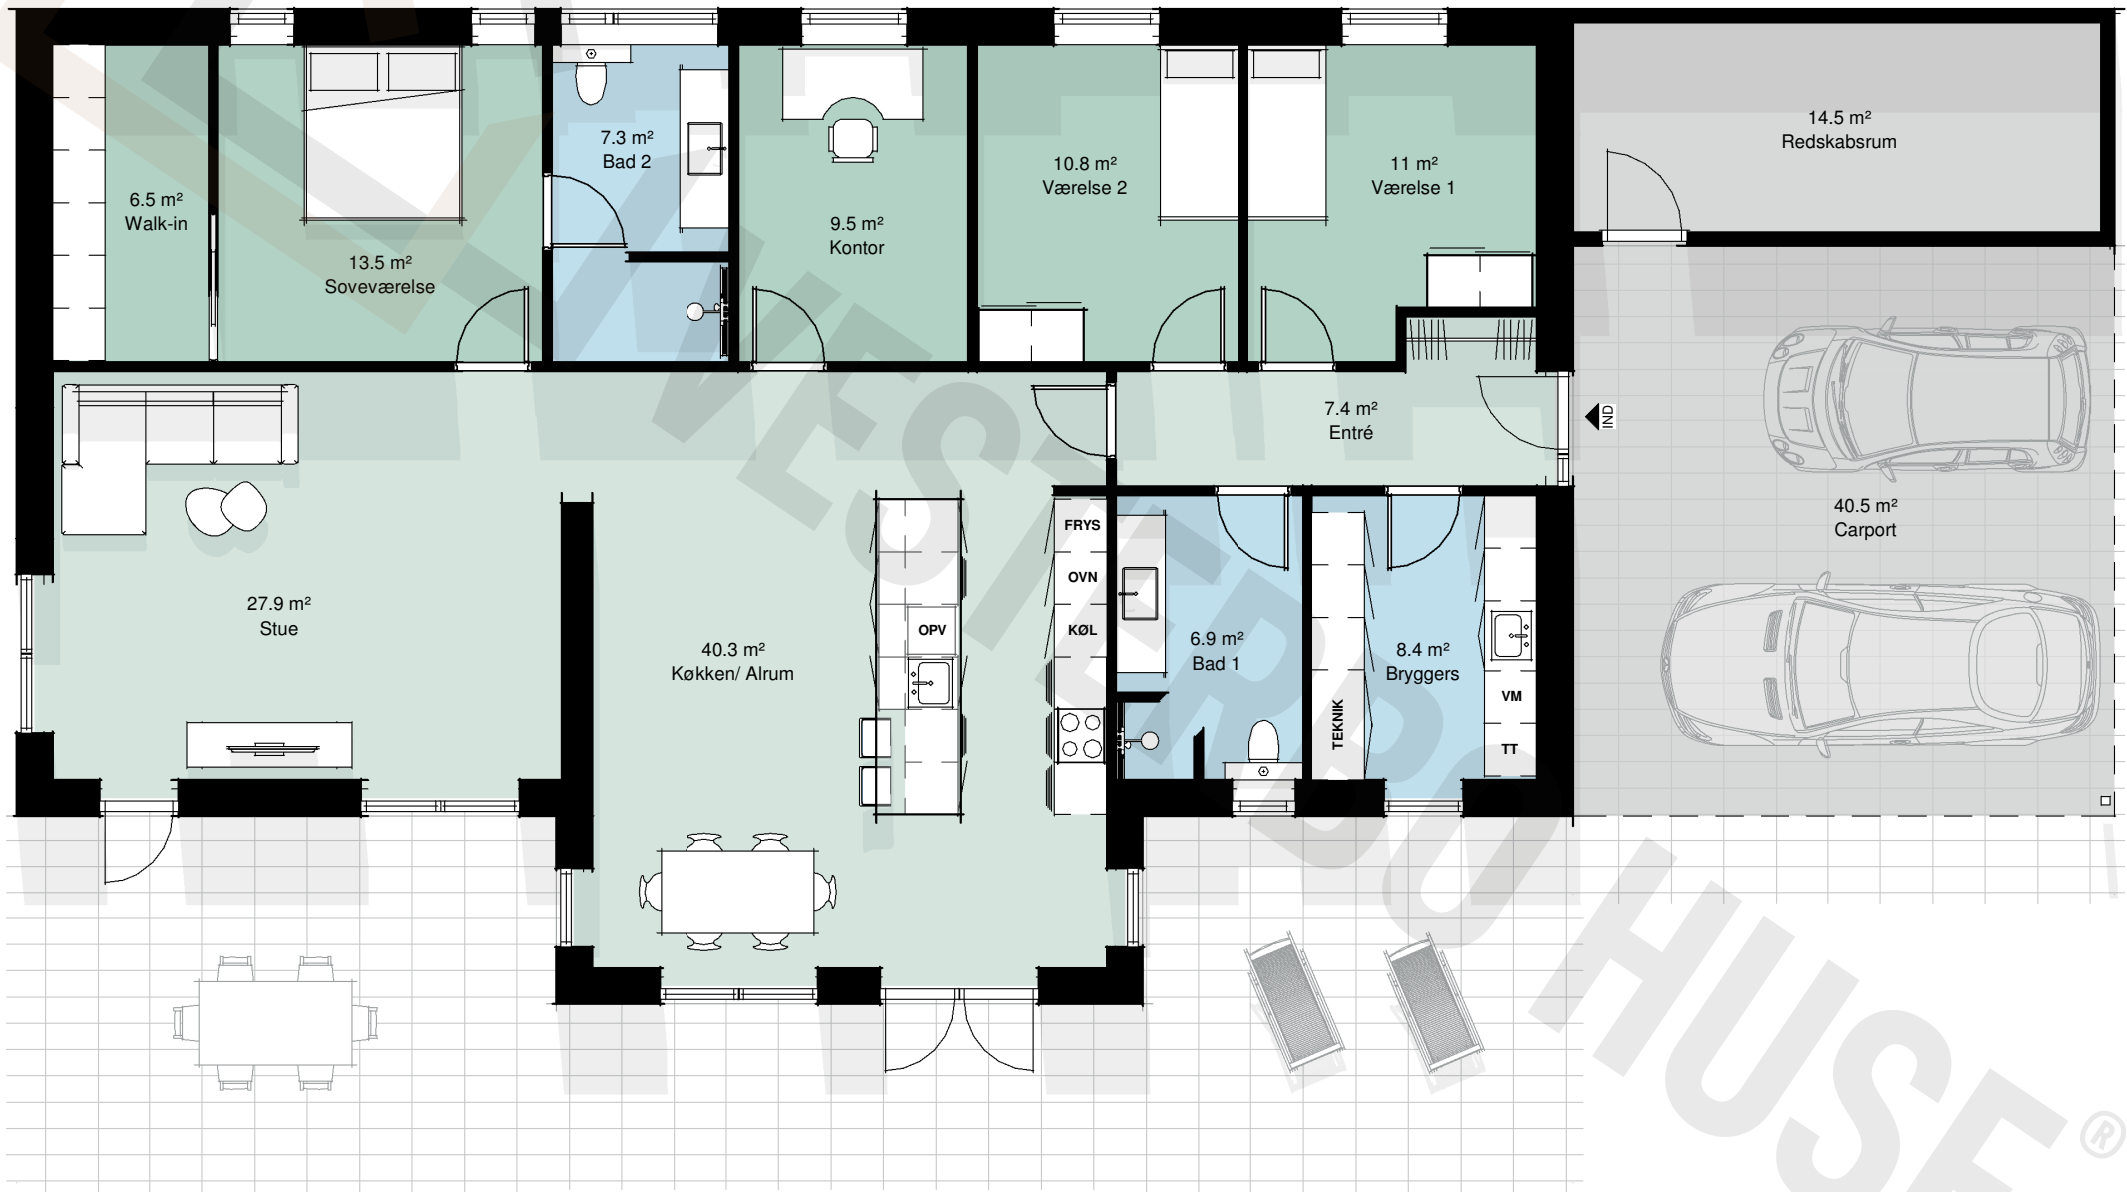 14.5 m²
Redskabsrum
7.3 m²
Bad 2
10.8 m²
Værelse 2
11 m²
Værelse 1
6.5 m²
Walk-in
9.5 m²
Kontor
13.5 m²
Soveværelse
7.4 m²
Entré
IND
40.5 m²
Carport
FRYS
OVN
KØL
OPV
27.9 m²
Stue
40.3 m²
Køkken/ Alrum
6.9 m²
Bad 1
8.4 m²
Bryggers
TEKNIK
VM
TT
VESTERBO HUSE®